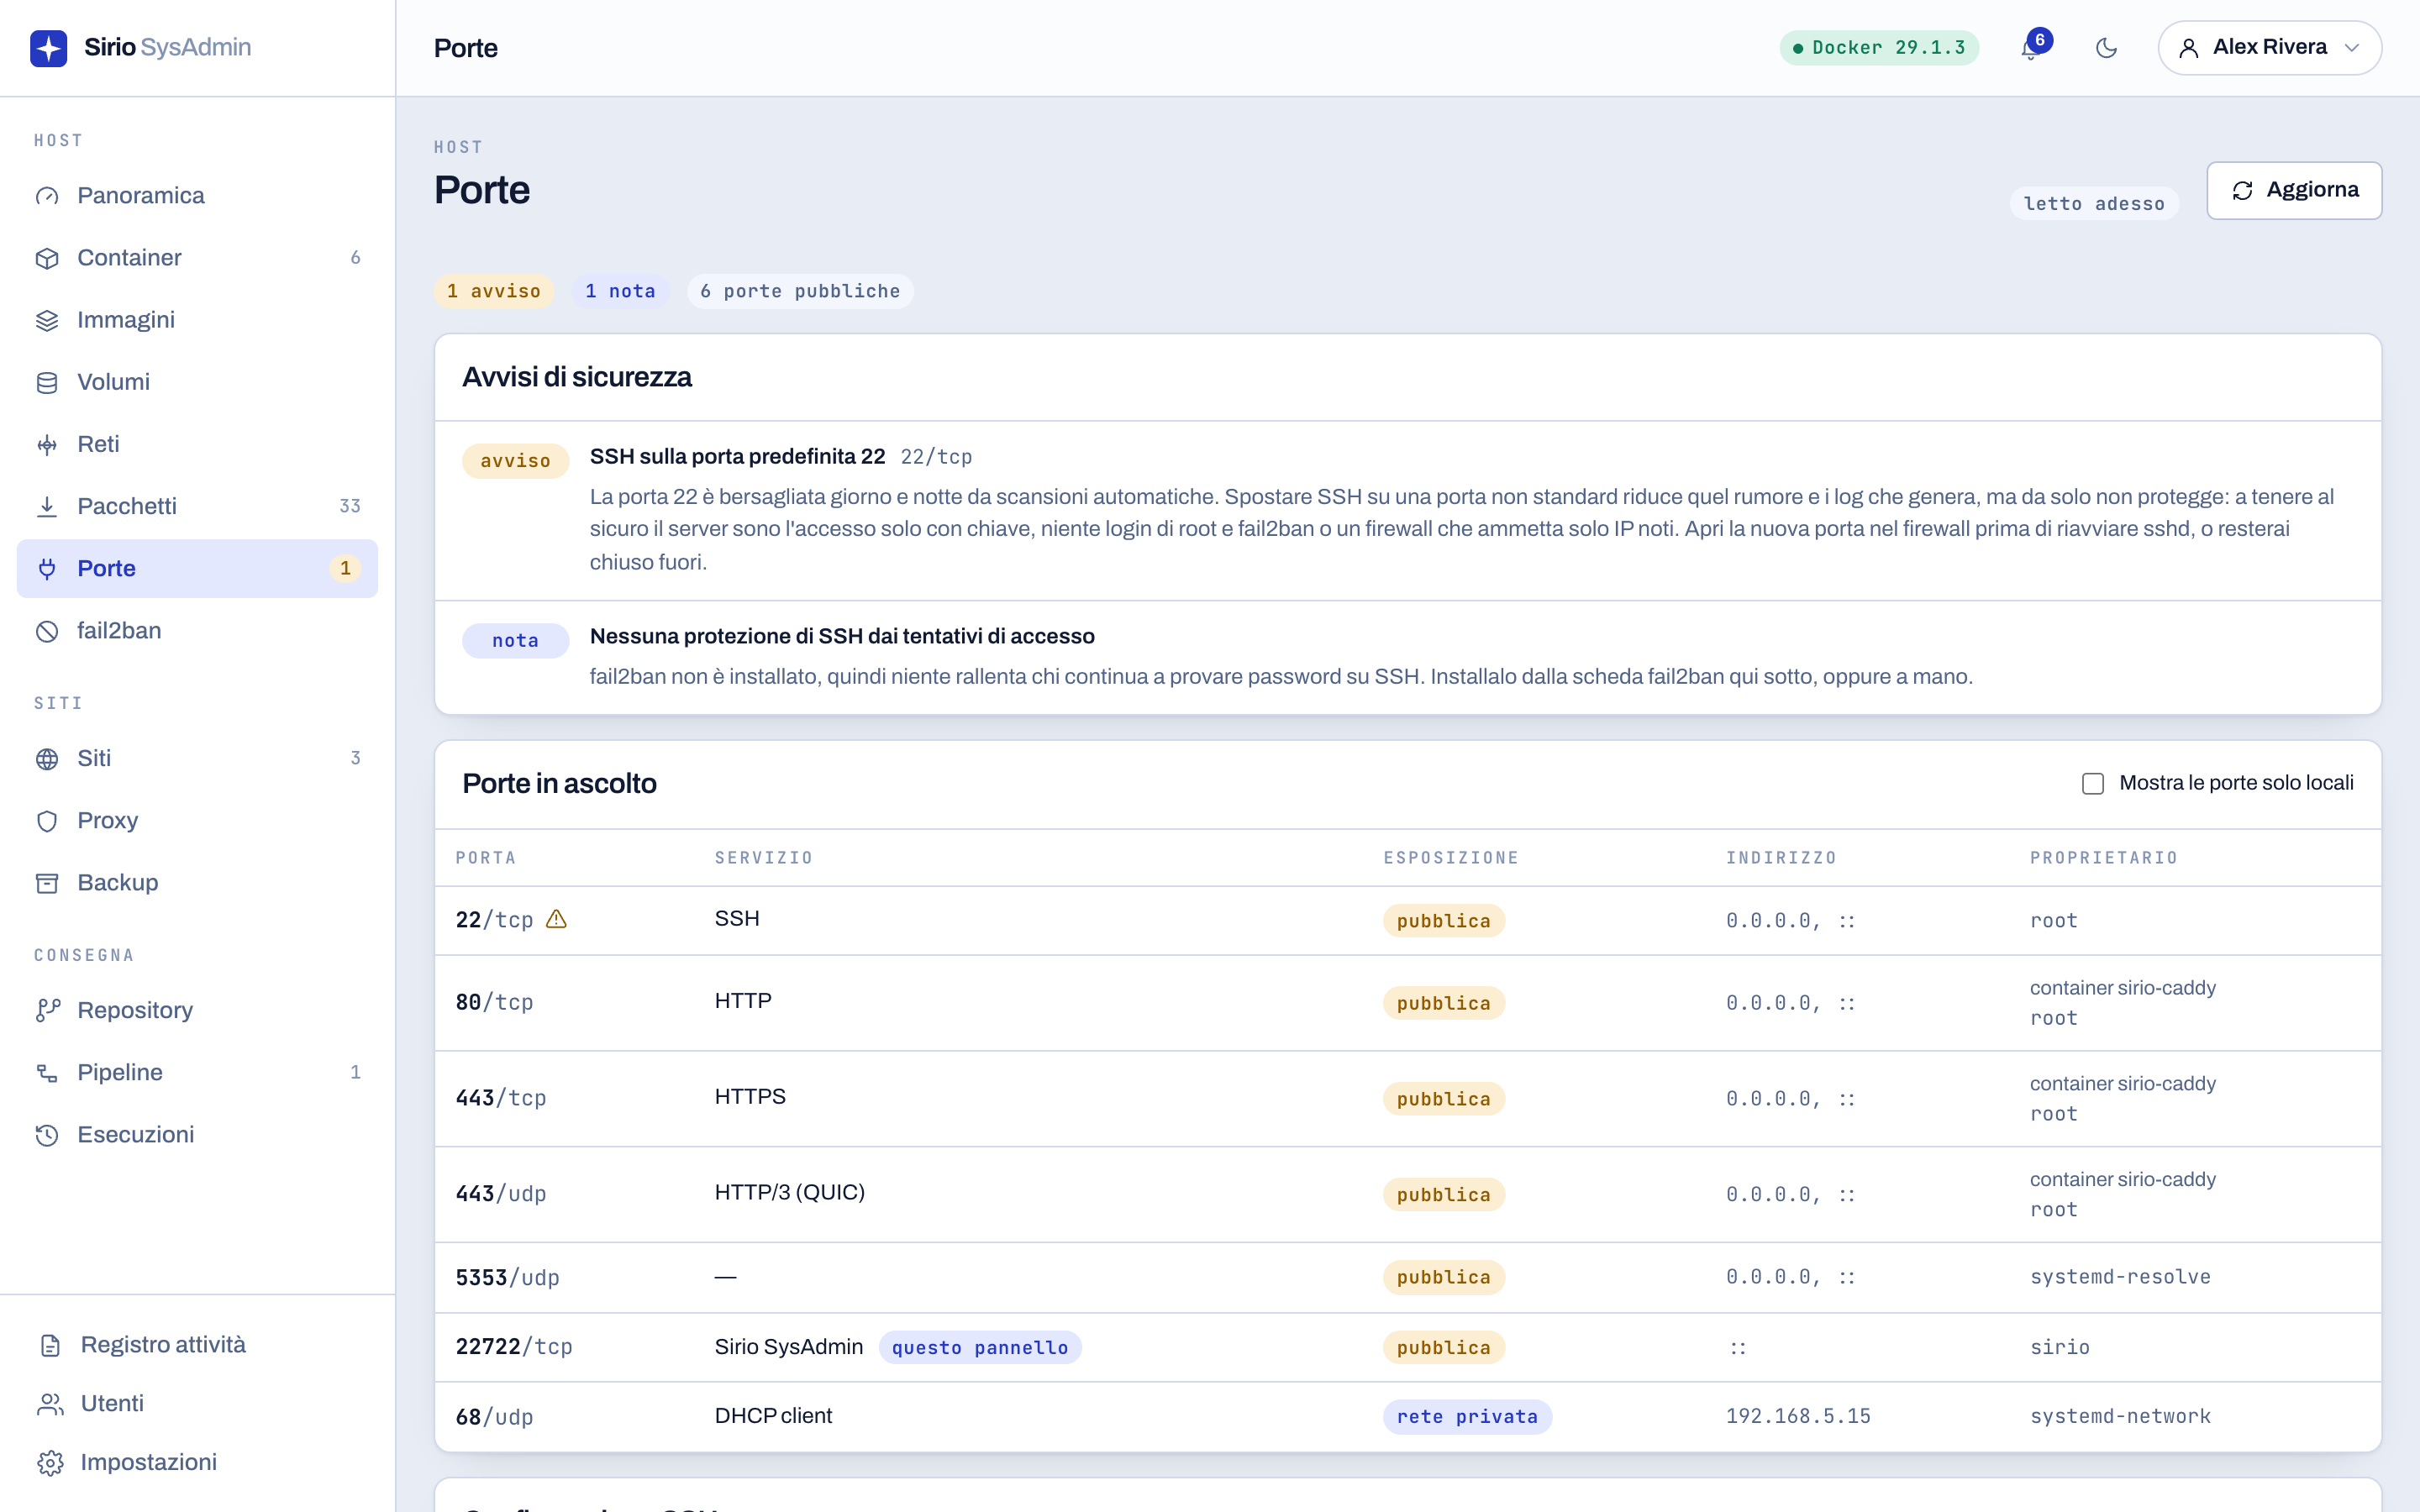 Sirio SysAdmin
Porte
Docker 29.1.3
6
Alex Rivera
HOST
Panoramica
Container 6
Immagini
Volumi
Reti
Pacchetti 33
Porte 1
fail2ban
SITI
Siti 3
Proxy
Backup
CONSEGNA
Repository
Pipeline 1
Esecuzioni
Registro attività
Utenti
Impostazioni
HOST
Porte
letto adesso
Aggiorna
1 avviso
1 nota
6 porte pubbliche
Avvisi di sicurezza
avviso
SSH sulla porta predefinita 22 22/tcp
La porta 22 è bersagliata giorno e notte da scansioni automatiche. Spostare SSH su una porta non standard riduce quel rumore e i log che genera, ma da solo non protegge: a tenere al
sicuro il server sono l'accesso solo con chiave, niente login di root e fail2ban o un firewall che ammetta solo IP noti. Apri la nuova porta nel firewall prima di riavviare sshd, o resterai
chiuso fuori.
nota
Nessuna protezione di SSH dai tentativi di accesso
fail2ban non è installato, quindi niente rallenta chi continua a provare password su SSH. Installalo dalla scheda fail2ban qui sotto, oppure a mano.
Porte in ascolto
Mostra le porte solo locali
PORTA SERVIZIO ESPOSIZIONE INDIRIZZO PROPRIETARIO
22/tcp SSH pubblica 0.0.0.0, :: root
80/tcp HTTP pubblica 0.0.0.0, :: container sirio-caddy
root
443/tcp HTTPS pubblica 0.0.0.0, :: container sirio-caddy
root
443/udp HTTP/3 (QUIC) pubblica 0.0.0.0, :: container sirio-caddy
root
5353/udp — pubblica 0.0.0.0, :: systemd-resolve
22722/tcp Sirio SysAdmin questo pannello pubblica :: sirio
68/udp DHCP client rete privata 192.168.5.15 systemd-network